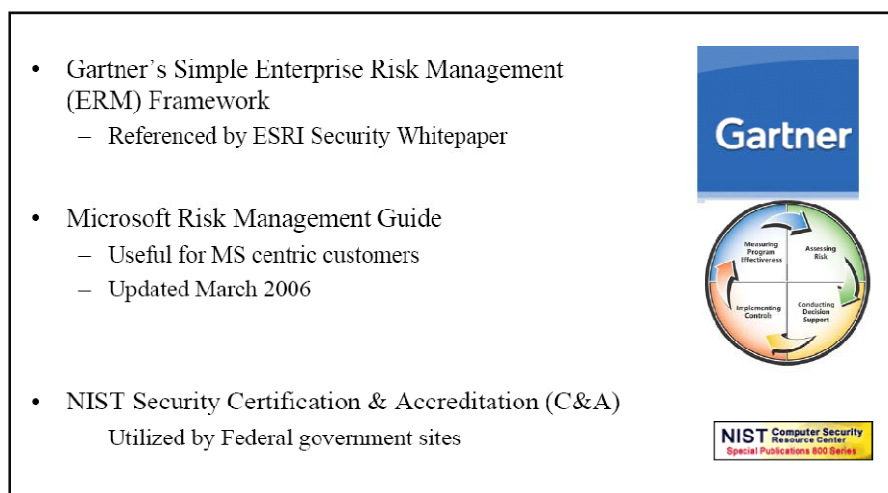 • Gartner's Simple Enterprise Risk Management
(ERM) Framework
– Referenced by ESRI Security Whitepaper
Gartner
• Microsoft Risk Management Guide
– Useful for MS centric customers
– Updated March 2006
Measuring
Program
Effectiveness
Assessing
Risk
Implementing
Controls
Conducting
Decision
Support
• NIST Security Certification & Accreditation (C&A)
Utilized by Federal government sites
NIST Computer Security
Resource Center
Special Publications 800 Series